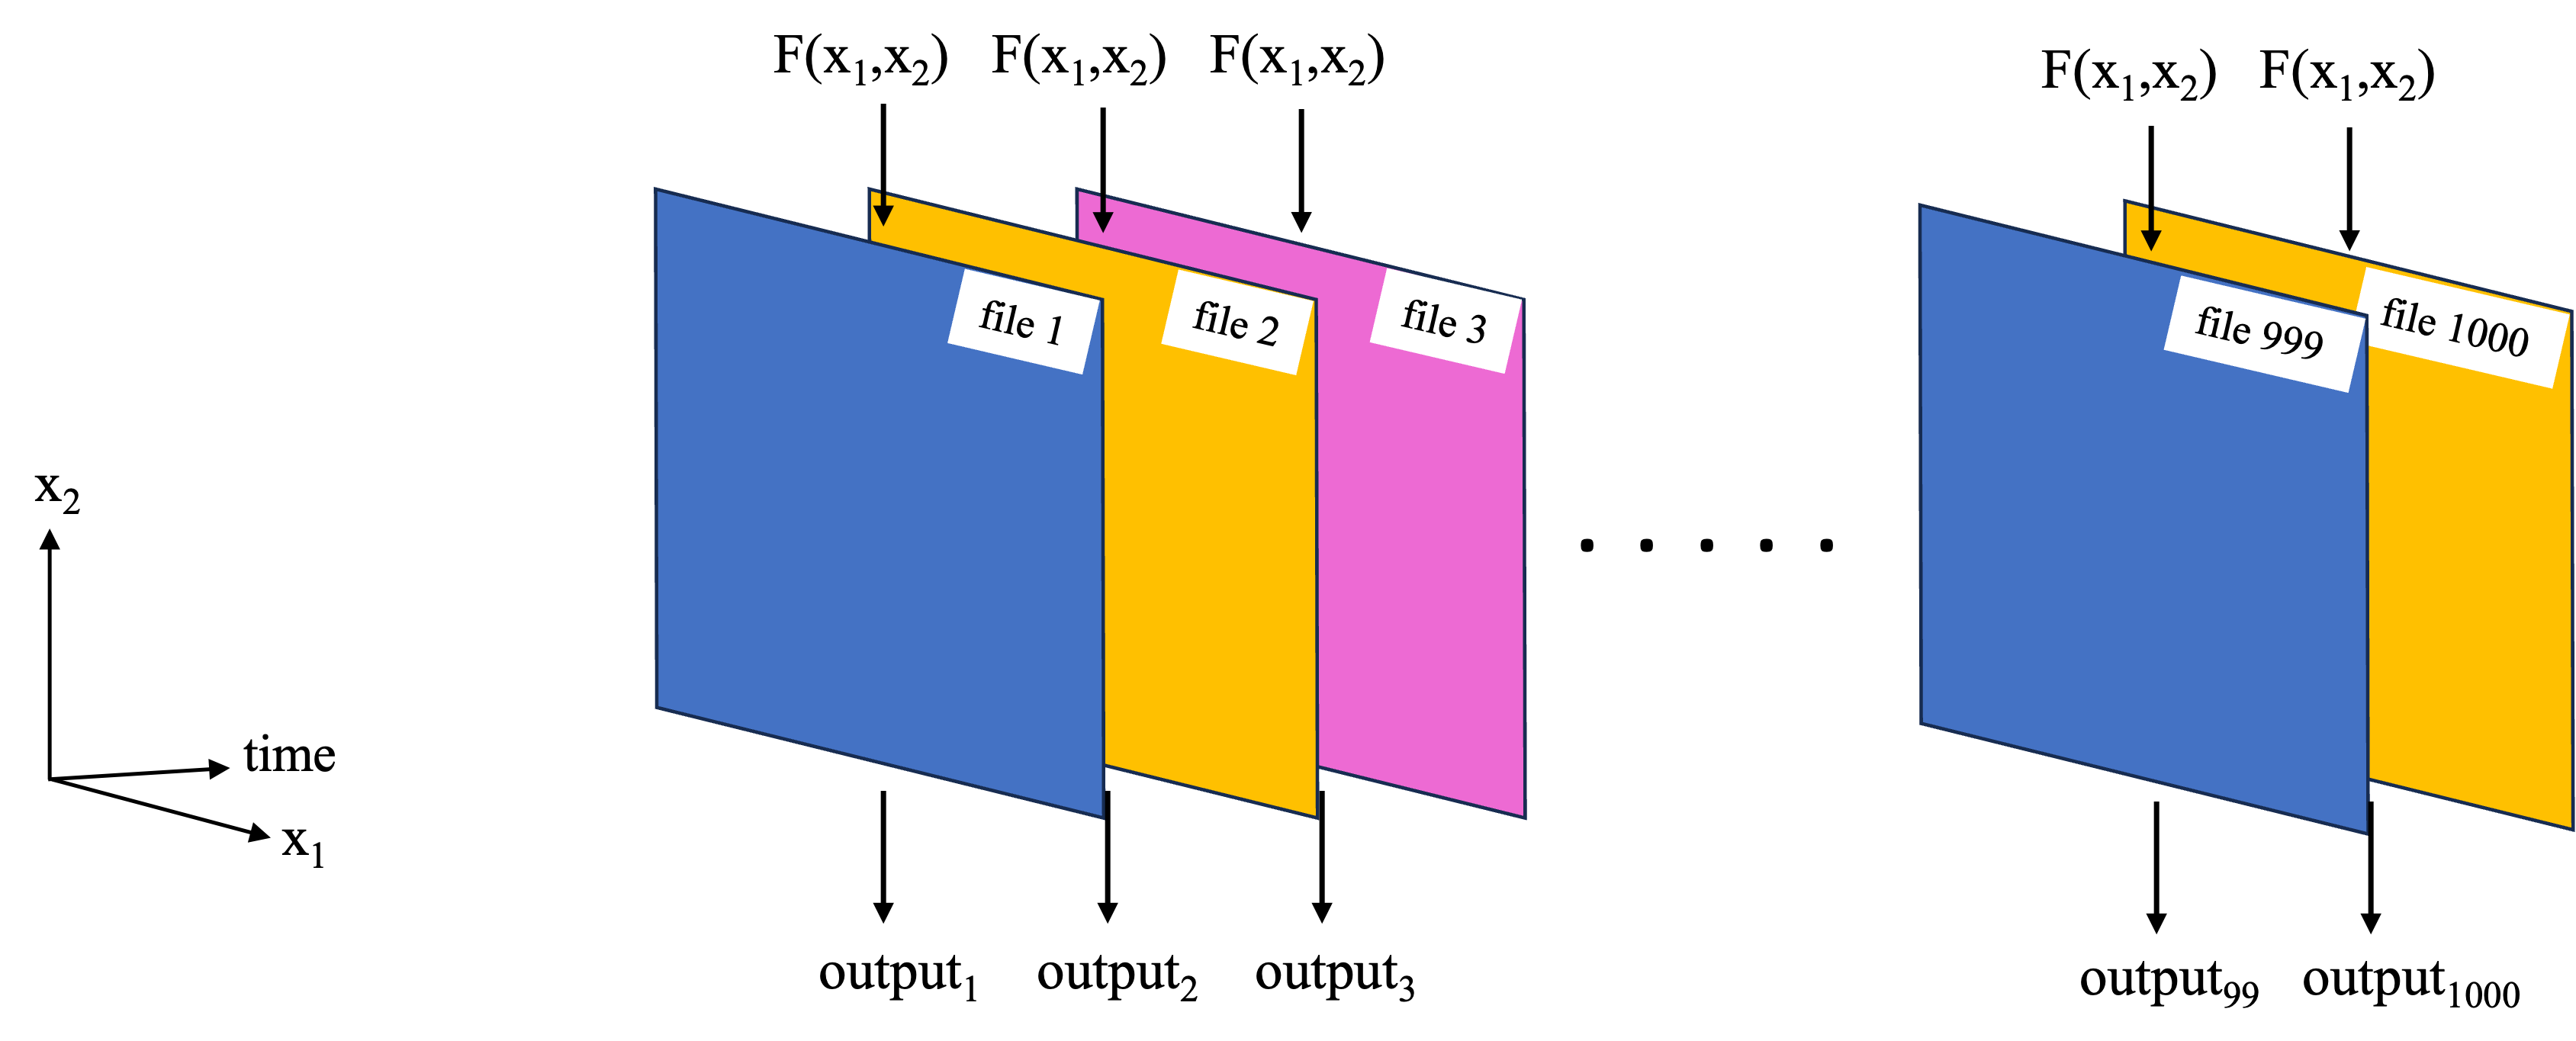 F(x₁,x₂) F(x₁,x₂) F(x₁,x₂)
F(x₁,x₂) F(x₁,x₂)
file 1
file 2
file 3
file 999
file 1000
x₂
time
x₁
output₁ output₂ output₃
output₉₉ output₁₀₀₀